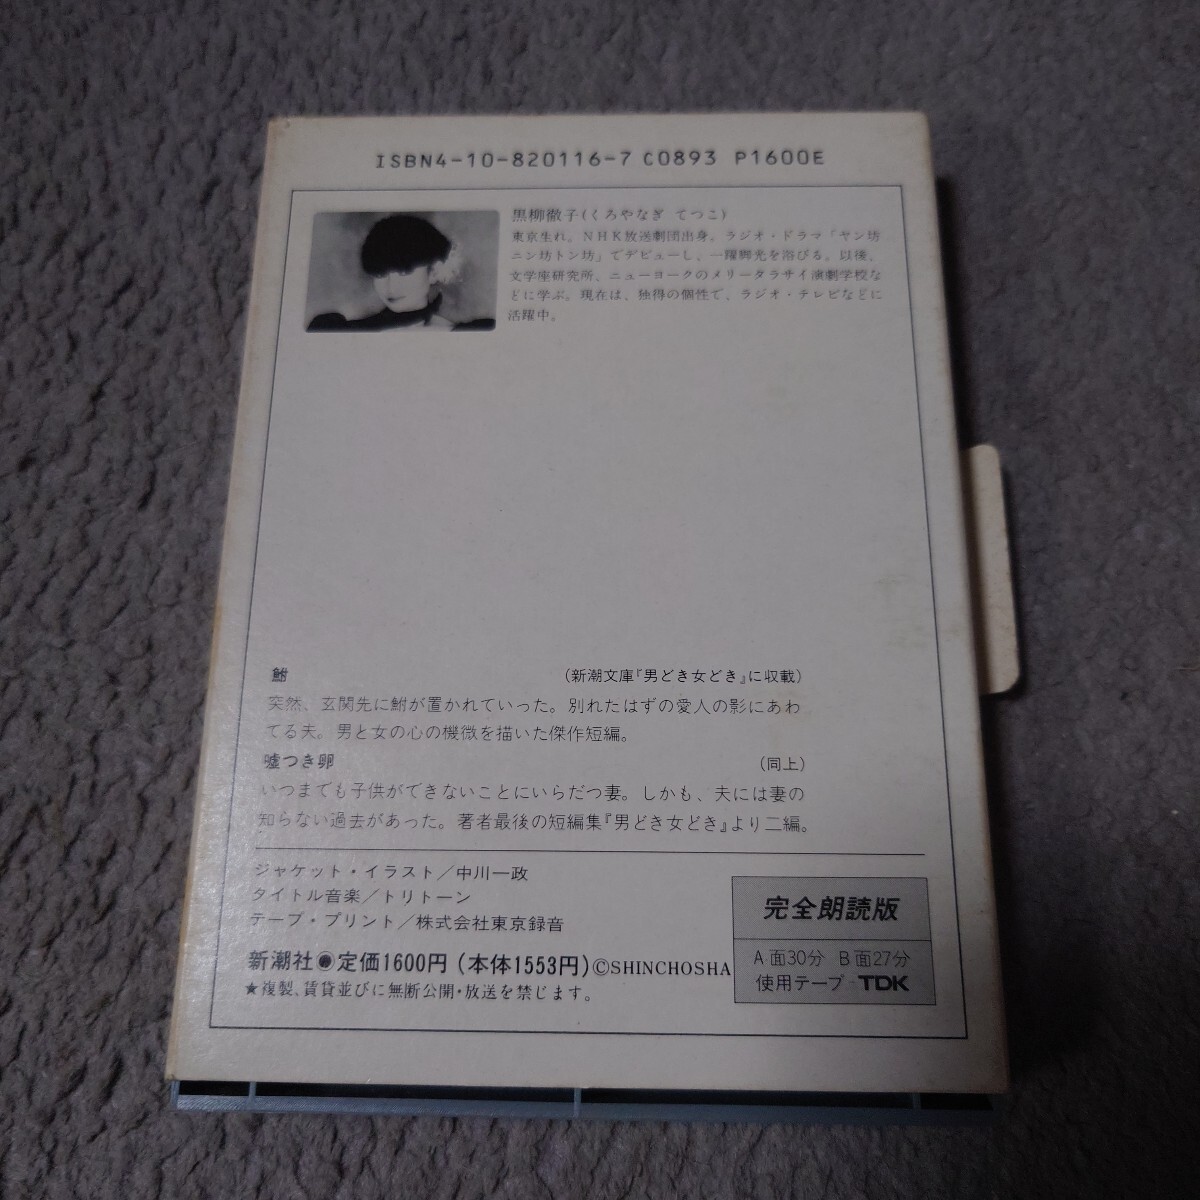 ISBN4-10-820116-7 C0893 P1600E
黒柳徹子(くろやなぎ てつこ)
東京生れ。NHK放送劇団出身。ラジオ・ドラマ「ヤン坊
ニン坊トン坊」でデビューし、一躍脚光を浴びる。以後、
文学座研究所、ニューヨークのメリータラサイ演劇学校な
どに学ぶ。現在は、独得の個性で、ラジオ・テレビなどに
活躍中。
鮒 (新潮文庫『男どき女どき』に収載)
突然、玄関先に鮒が置かれていった。別れたはずの愛人の影にあわ
てる夫。男と女の心の機微を描いた傑作短編。
嘘つき卵 (同上)
いつまでも子供ができないことにいらだつ妻。しかも、夫には妻の
知らない過去があった。著者最後の短編集『男どき女どき』より二編。
ジャケット・イラスト/中川一政
タイトル音楽/トリトーン
テープ・プリント/株式会社東京録音
新潮社 定価1600円(本体1553円)©SHINCHOSHA
★複製、賃貸並びに無断公開・放送を禁じます。
完全朗読版
A面30分 B面27分
使用テープ TDK